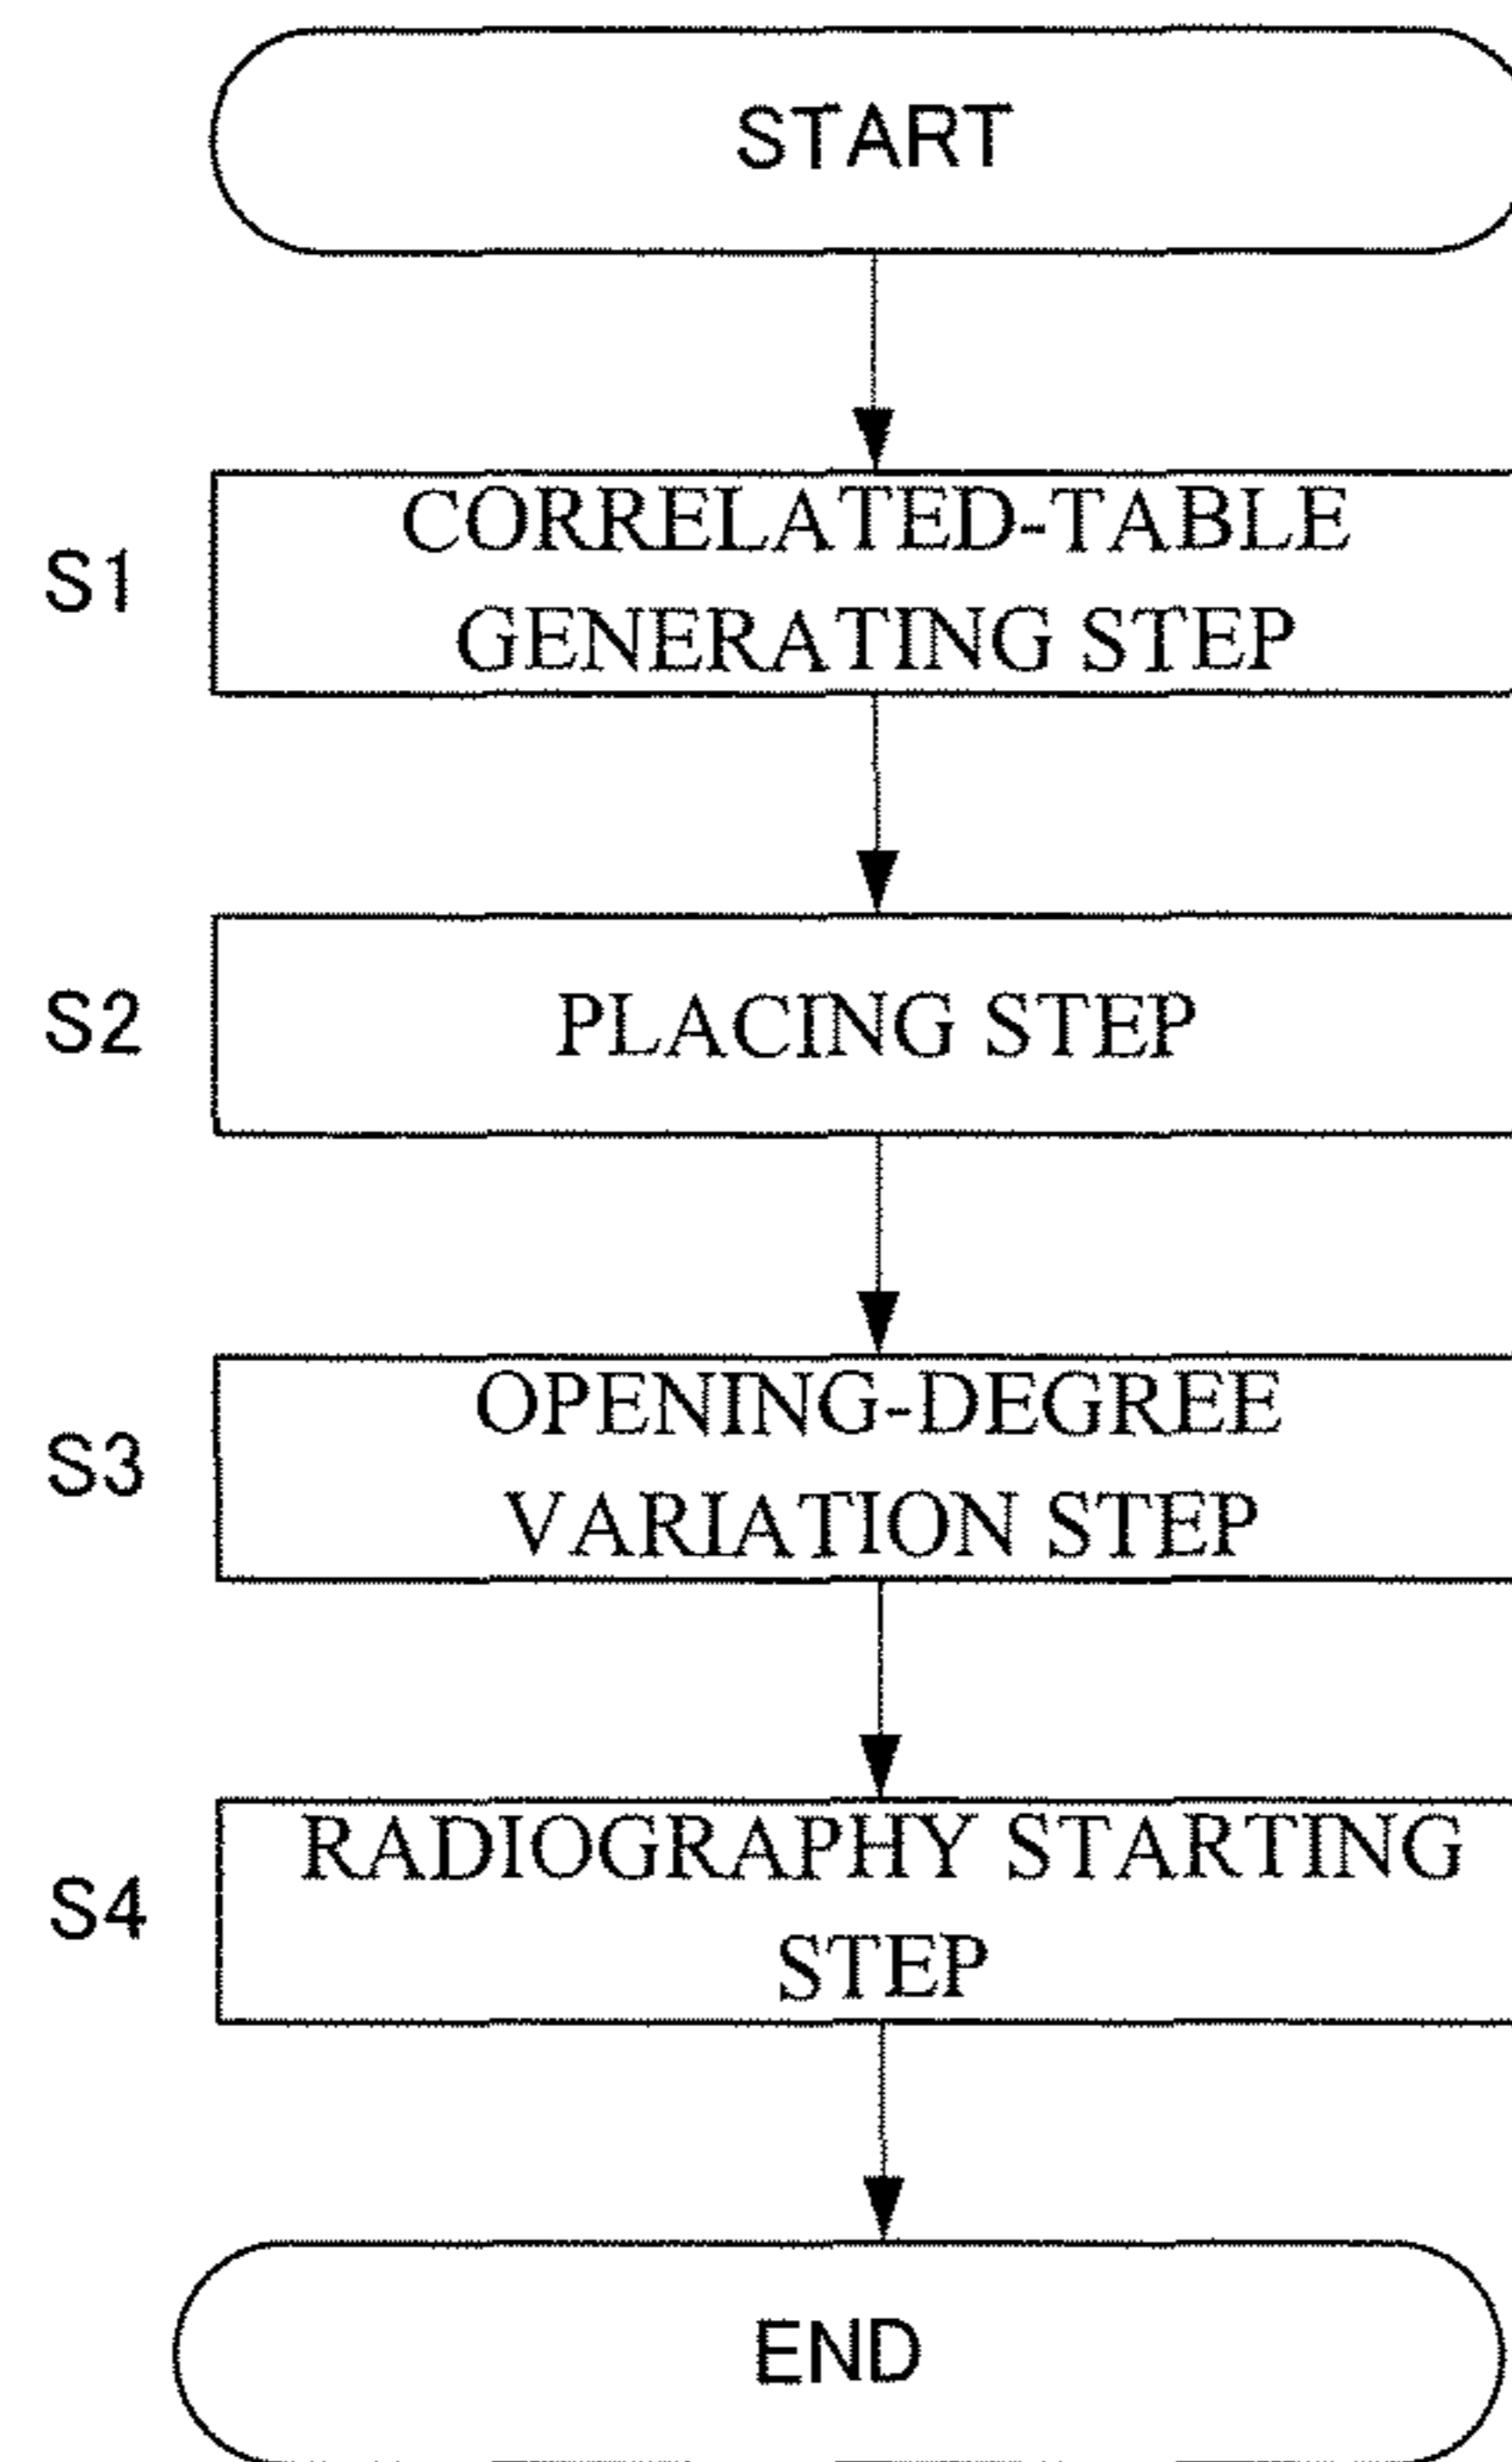 START
S1
CORRELATED-TABLE
GENERATING STEP
S2
PLACING STEP
S3
OPENING-DEGREE
VARIATION STEP
S4
RADIOGRAPHY STARTING
STEP
END